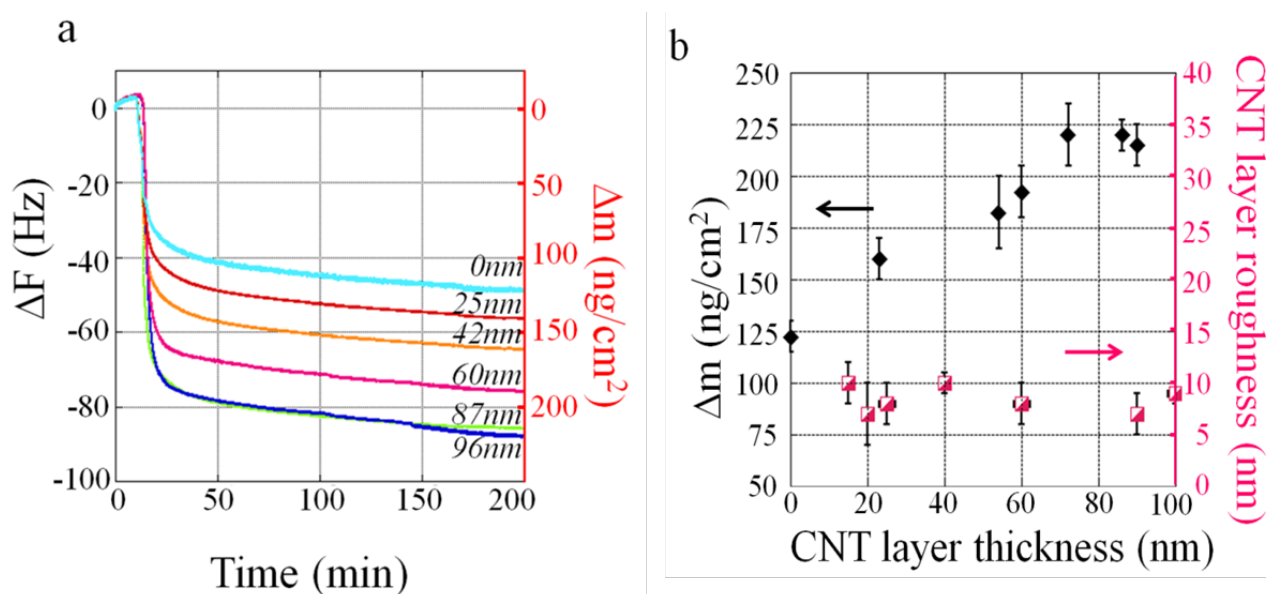 a
ΔF (Hz)
0
-20
-40
-60
-80
-100
0
50
100
150
200
Time (min)
0nm
25nm
42nm
60nm
87nm
96nm
0
50
100
150
200
Δm (ng/cm²)
b
Δm (ng/cm²)
250
225
200
175
150
125
100
75
50
0
20
40
60
80
100
CNT layer thickness (nm)
40
35
30
25
20
15
10
5
0
CNT layer roughness (nm)